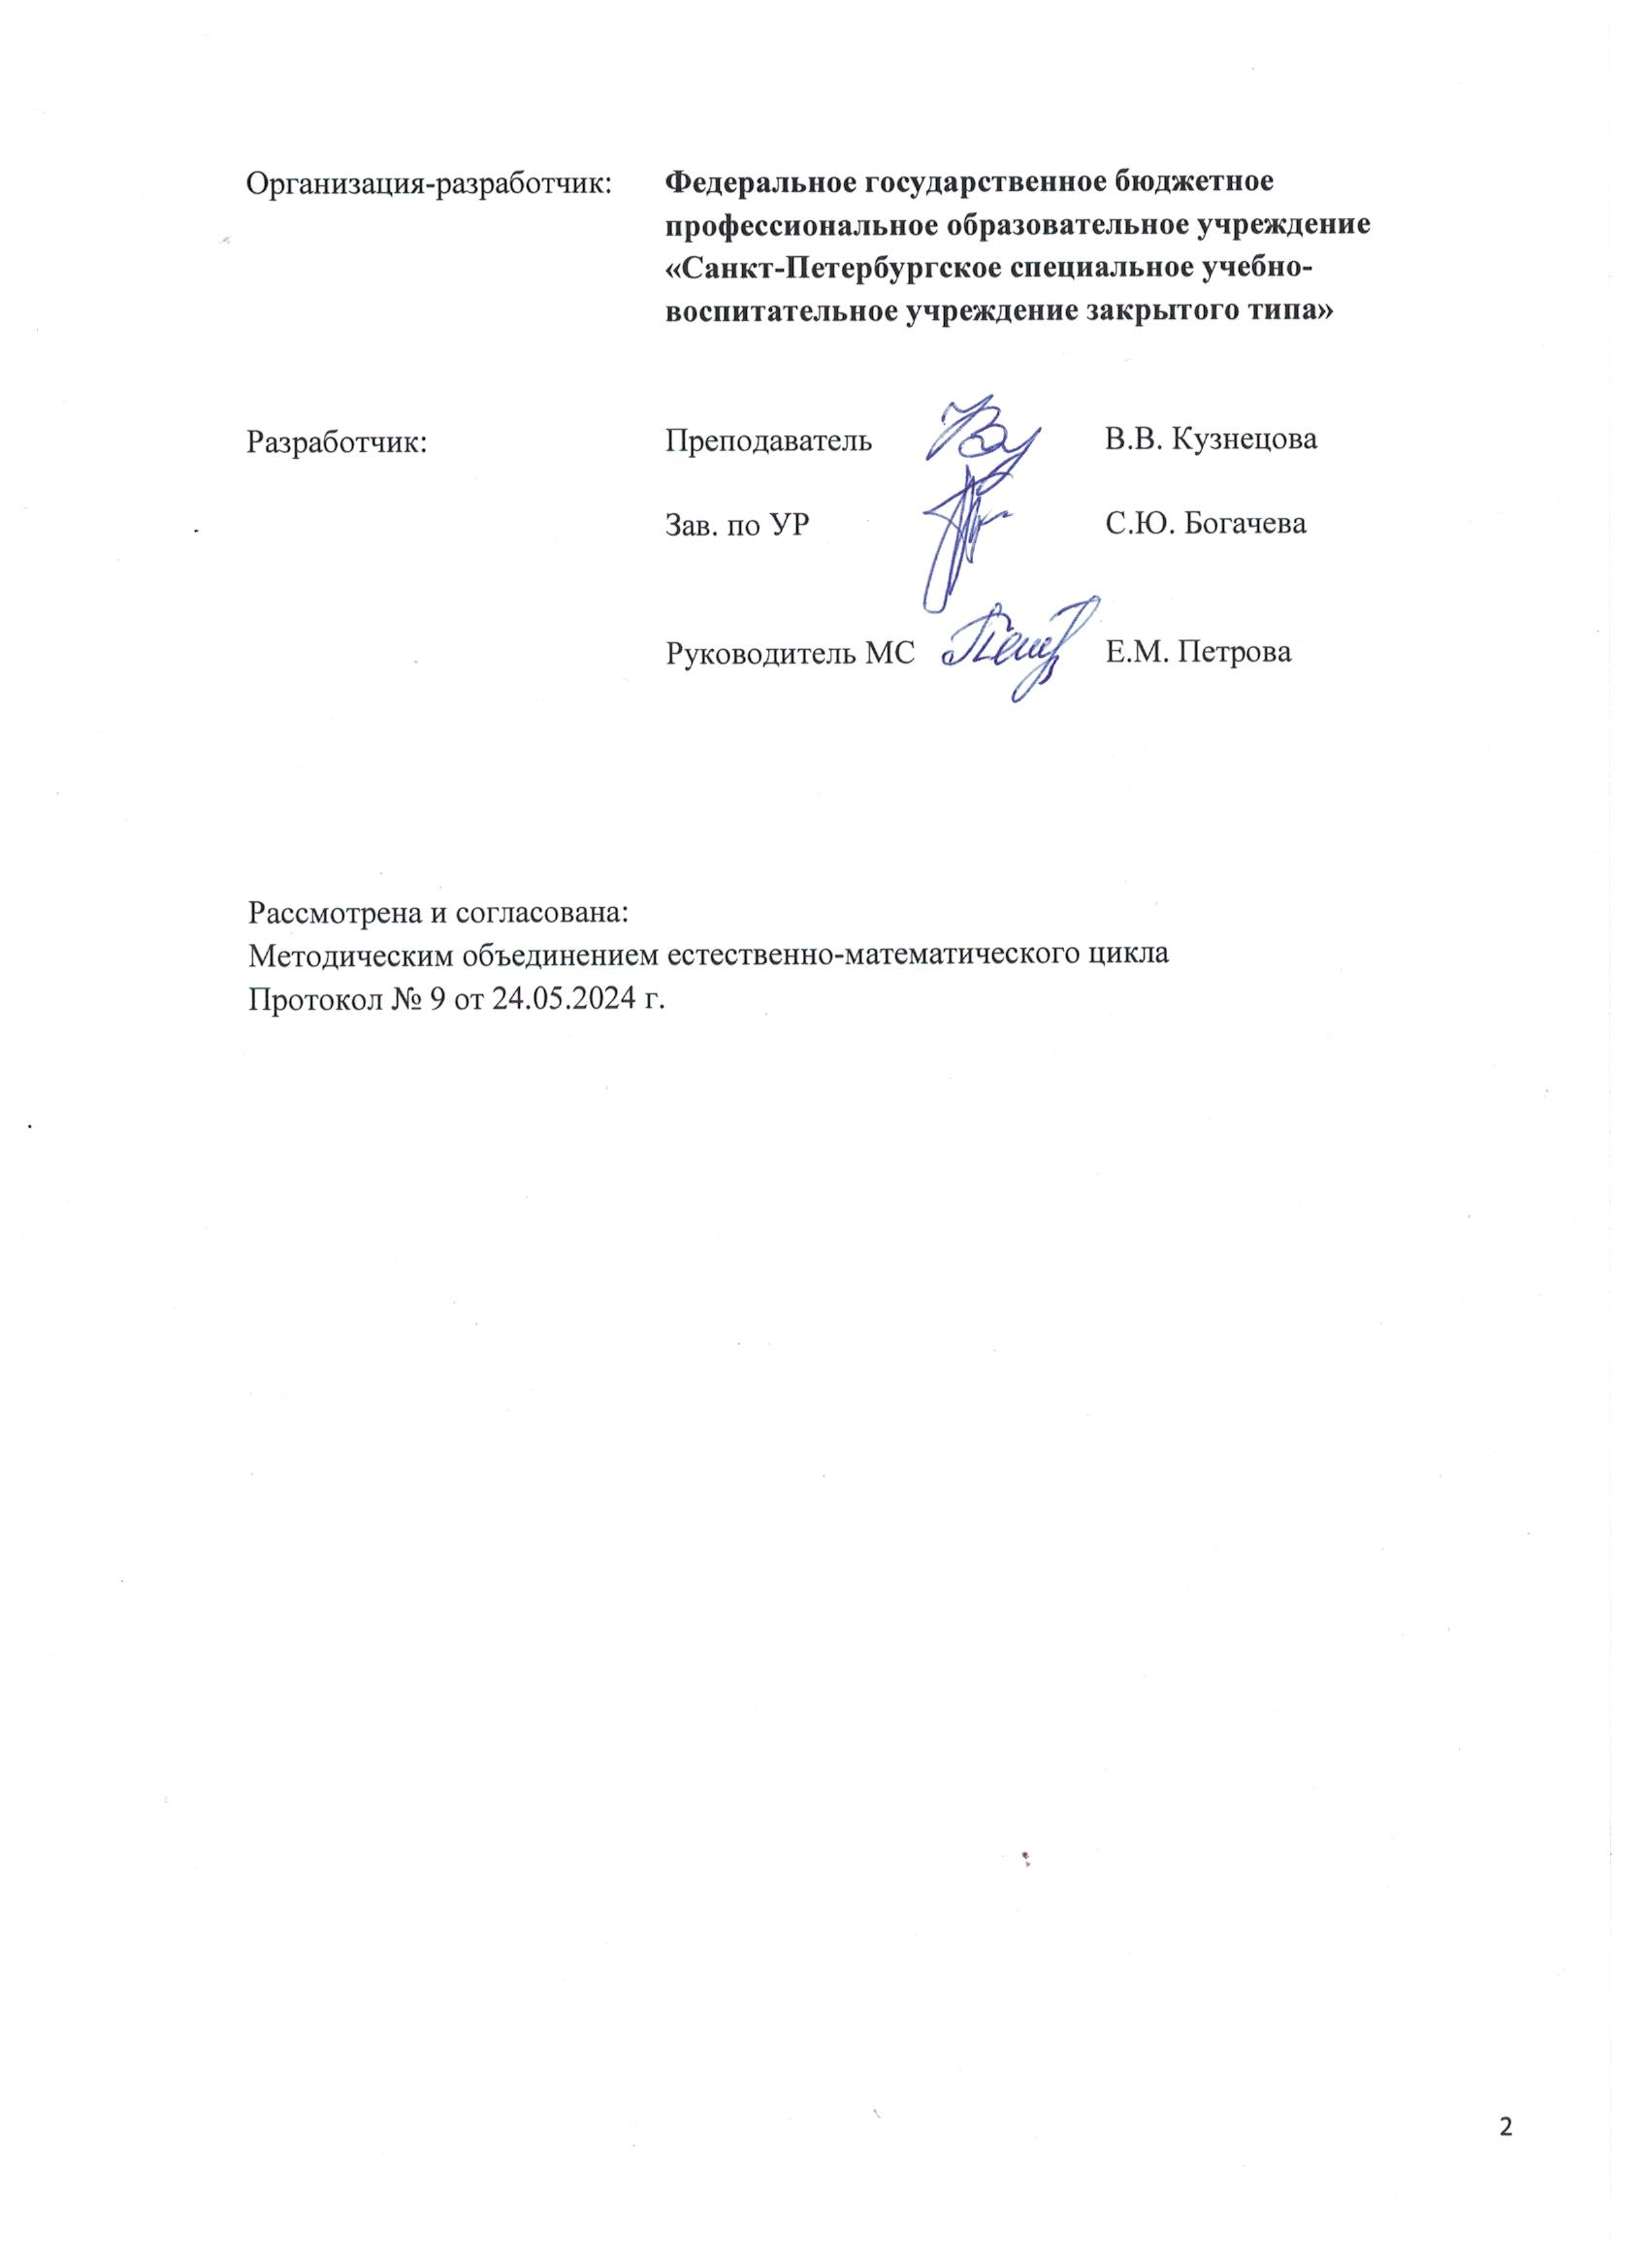 Организация-разработчик: Федеральное государственное бюджетное
профессиональное образовательное учреждение
«Санкт-Петербургское специальное учебно-
воспитательное учреждение закрытого типа»
Разработчик: Преподаватель В.В. Кузнецова
Зав. по УР С.Ю. Богачева
Руководитель МС Е.М. Петрова
Рассмотрена и согласована:
Методическим объединением естественно-математического цикла
Протокол № 9 от 24.05.2024 г.
2